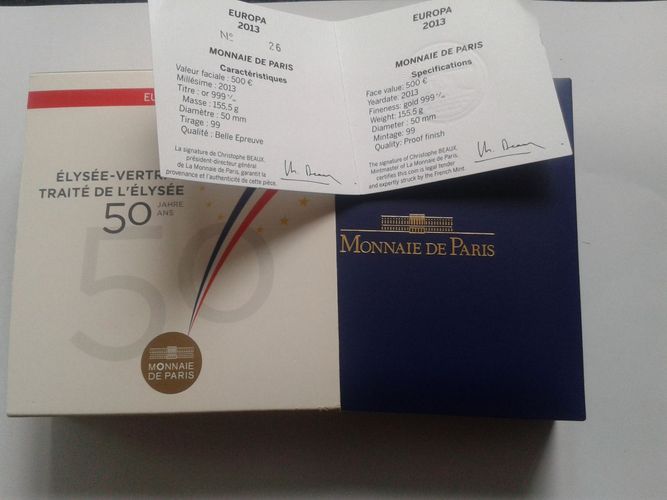 EUROPA
2013
Nº 26
MONNAIE DE PARIS
Caractéristiques
Valeur faciale : 500 €
Millésime : 2013
Titre : or 999 ‰
Masse : 155,5 g
Diamètre : 50 mm
Tirage : 99
Qualité : Belle Epreuve
La signature de Christophe BEAUX,
président-directeur général
de La Monnaie de Paris, garantit la
provenance et l'authenticité de cette pièce.
EUROPA
2013
MONNAIE DE PARIS
Specifications
Face value: 500 €
Yeardate: 2013
Fineness: gold 999 ‰
Weight: 155.5 g
Diameter : 50 mm
Mintage: 99
Quality: Proof finish
The signature of Christophe BEAUX,
Mintmaster of La Monnaie de Paris,
certifies this coin is legal tender
and expertly struck by the French Mint.
EU
ÉLYSÉE-VERTR
TRAITÉ DE L'ÉLYSÉE
50 JAHRE
ANS
50
MONNAIE
DE PARIS
MONNAIE DE PARIS